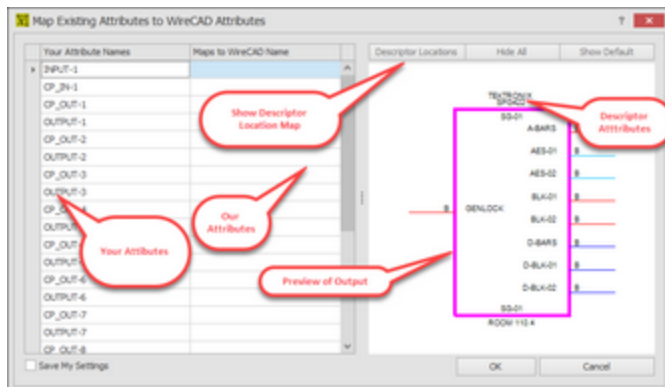 Map Existing Attributes to WireCAD Attributes
Your Attribute Names
Maps to WireCAD Name
INPUT-1
CP_IN-1
CP_OUT-1
OUTPUT-1
CP_OUT-2
OUTPUT-2
CP_OUT-3
OUTPUT-3
OUTPUT-6
CP_OUT-7
OUTPUT-7
CP_OUT-8
Save My Settings
Your Attibutes
Our
Attributes
Show Descriptor
Location Map
Descriptor Locations
Hide All
Show Default
Descriptor
Atttributes
Preview of Output
TEKTRONIX
SPG422
SG-01
A-BARS
B
AES-01
B
AES-02
B
BLK-01
B
B
GENLOCK
BLK-02
B
D-BARS
B
D-BLK-01
B
D-BLK-02
B
SG-01
ROOM 110.4
OK
Cancel